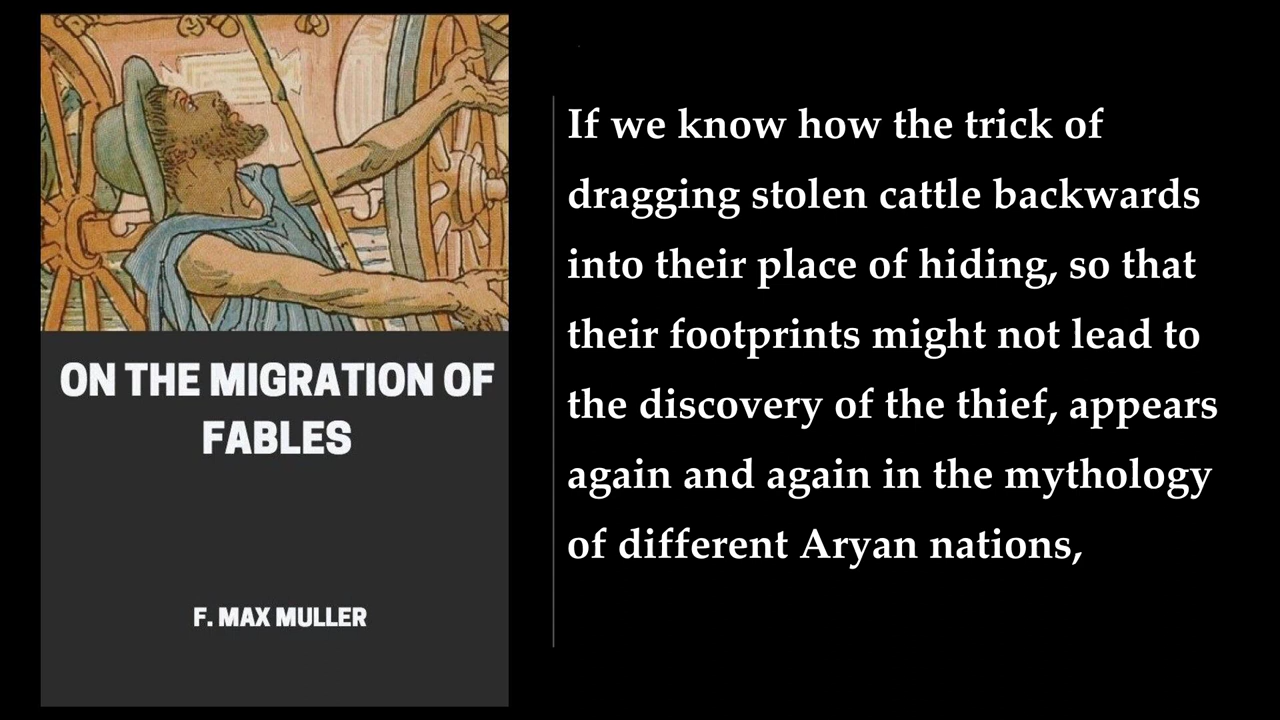 ON THE MIGRATION OF
FABLES
F. MAX MULLER
If we know how the trick of
dragging stolen cattle backwards
into their place of hiding, so that
their footprints might not lead to
the discovery of the thief, appears
again and again in the mythology
of different Aryan nations,